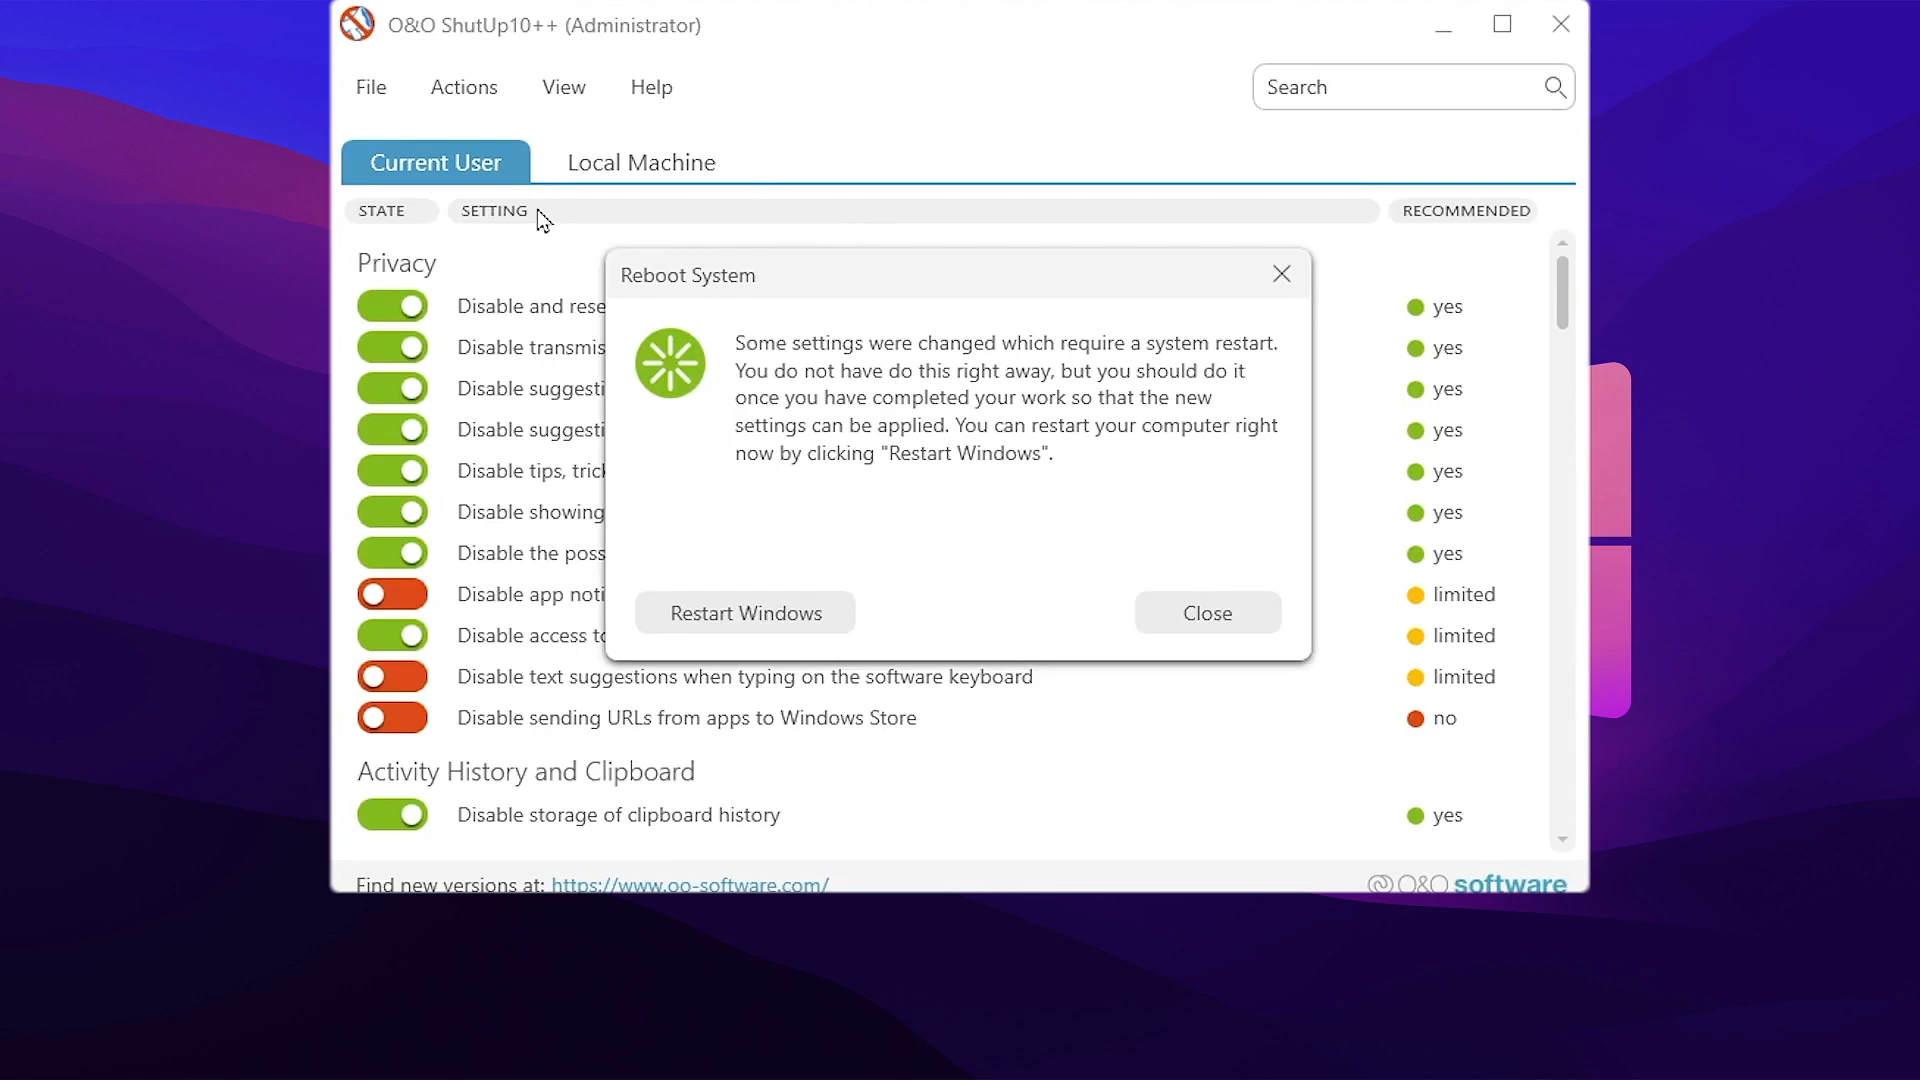 O&O ShutUp10++ (Administrator)
File Actions View Help
Search
Current User Local Machine
STATE SETTING RECOMMENDED
Privacy
Disable and rese
yes
Disable transmis
yes
Disable suggesti
yes
Disable suggesti
yes
Disable tips, trick
yes
Disable showing
yes
Disable the poss
yes
Disable app noti
limited
Disable access to
limited
Reboot System
Some settings were changed which require a system restart.
You do not have do this right away, but you should do it
once you have completed your work so that the new
settings can be applied. You can restart your computer right
now by clicking "Restart Windows".
Restart Windows Close
Disable text suggestions when typing on the software keyboard
limited
Disable sending URLs from apps to Windows Store
no
Activity History and Clipboard
Disable storage of clipboard history
yes
Find new versions at: https://www.oo-software.com/
O&O software